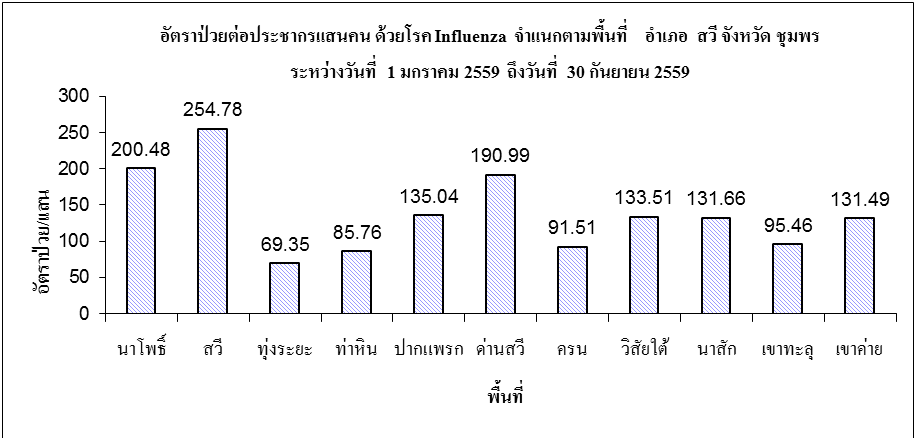 อัตราป่วยต่อประชากรแสนคน ด้วยโรค Influenza จำแนกตามพื้นที่ อำเภอ สวี จังหวัด ชุมพร
ระหว่างวันที่ 1 มกราคม 2559 ถึงวันที่ 30 กันยายน 2559
อัตราป่วย/แสน
300
250
200
150
100
50
0
200.48
254.78
69.35
85.76
135.04
190.99
91.51
133.51
131.66
95.46
131.49
นาโพธิ์
สวี
ทุ่งระยะ
ท่าหิน
ปากแพรก
ด่านสวี
ครน
วิสัยใต้
นาสัก
เขาทะลุ
เขาค่าย
พื้นที่